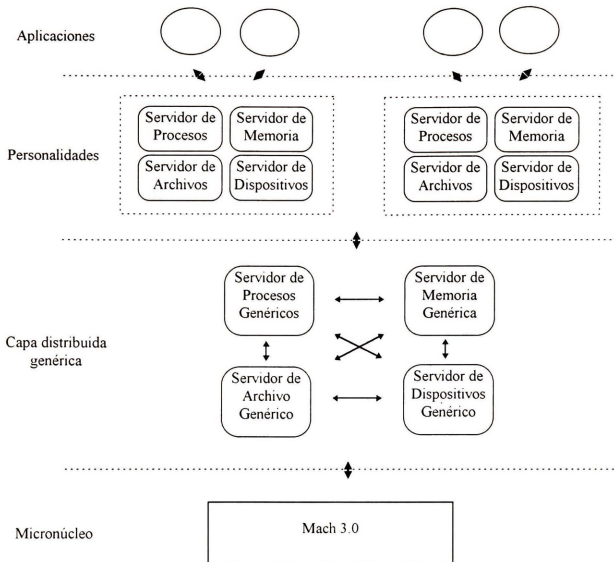 Aplicaciones
Servidor de
Procesos
Servidor de
Memoria
Servidor de
Archivos
Servidor de
Dispositivos
Servidor de
Procesos
Servidor de
Memoria
Servidor de
Archivos
Servidor de
Dispositivos
Personalidades
Servidor de
Procesos
Genéricos
Servidor de
Memoria
Genérica
Capa distribuida
genérica
Servidor de
Archivo
Genérico
Servidor de
Dispositivos
Genérico
Micronúcleo
Mach 3.0